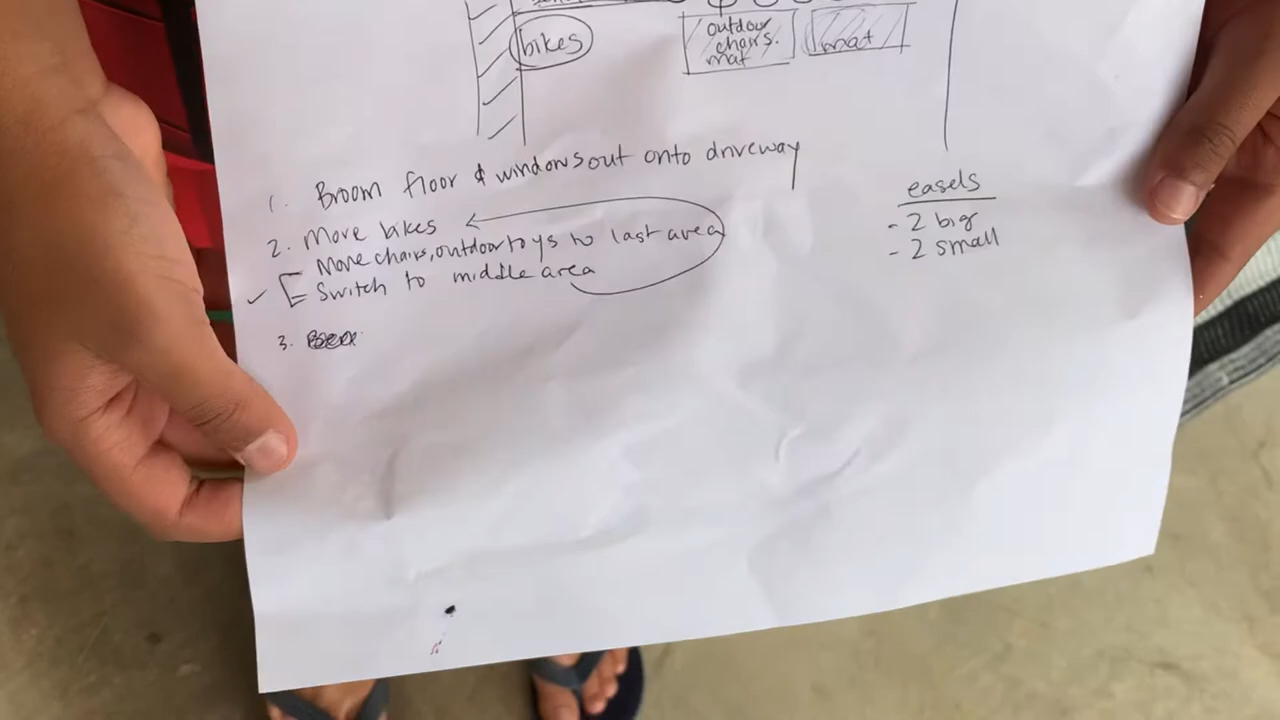 bikes
outdour
chairs.
mat
mat
1. Broom floor & windows out onto driveway
2. Move bikes
Move chairs, outdoor toys to last area
✓ Switch to middle area
3.
easels
- 2 big
- 2 small